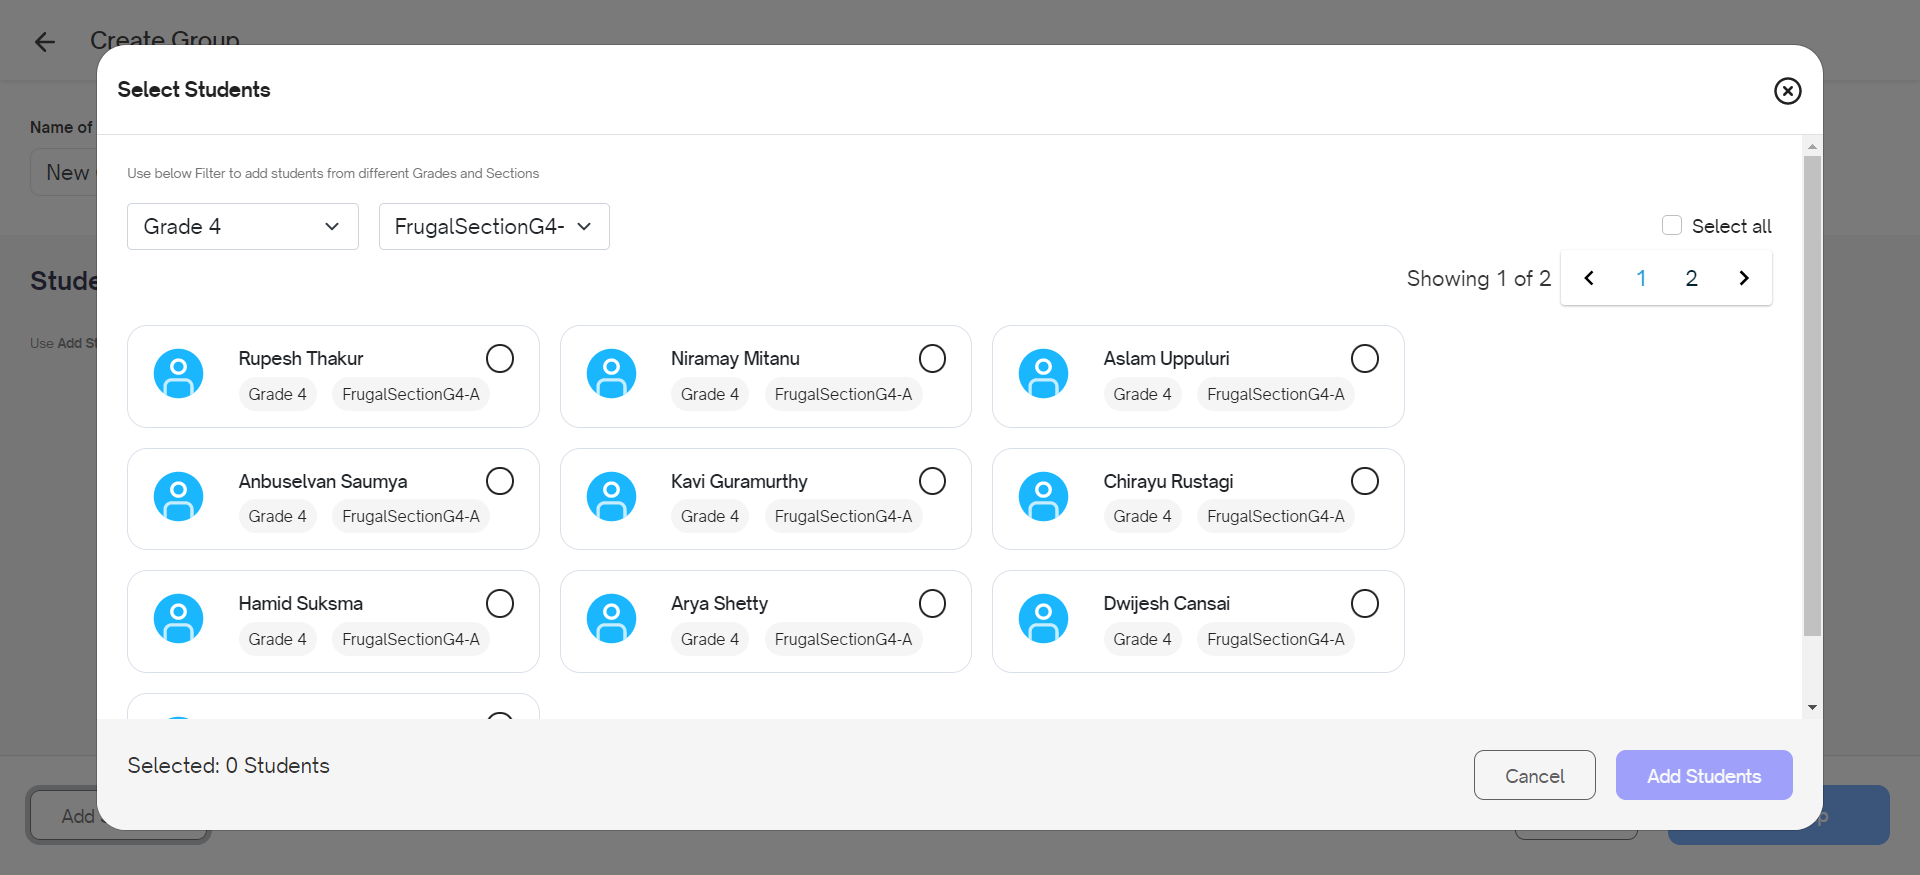 Create Group
Select Students
Name of
New
Use below Filter to add students from different Grades and Sections
Grade 4
FrugalSectionG4-
Select all
Showing 1 of 2
1
2
Stude
Use Add St
Rupesh Thakur
Grade 4
FrugalSectionG4-A
Niramay Mitanu
Grade 4
FrugalSectionG4-A
Aslam Uppuluri
Grade 4
FrugalSectionG4-A
Anbuselvan Saumya
Grade 4
FrugalSectionG4-A
Kavi Guramurthy
Grade 4
FrugalSectionG4-A
Chirayu Rustagi
Grade 4
FrugalSectionG4-A
Hamid Suksma
Grade 4
FrugalSectionG4-A
Arya Shetty
Grade 4
FrugalSectionG4-A
Dwijesh Cansai
Grade 4
FrugalSectionG4-A
Selected: 0 Students
Cancel
Add Students
Add